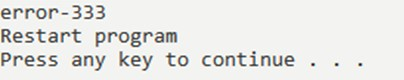 error-333
Restart program
Press any key to continue . . .